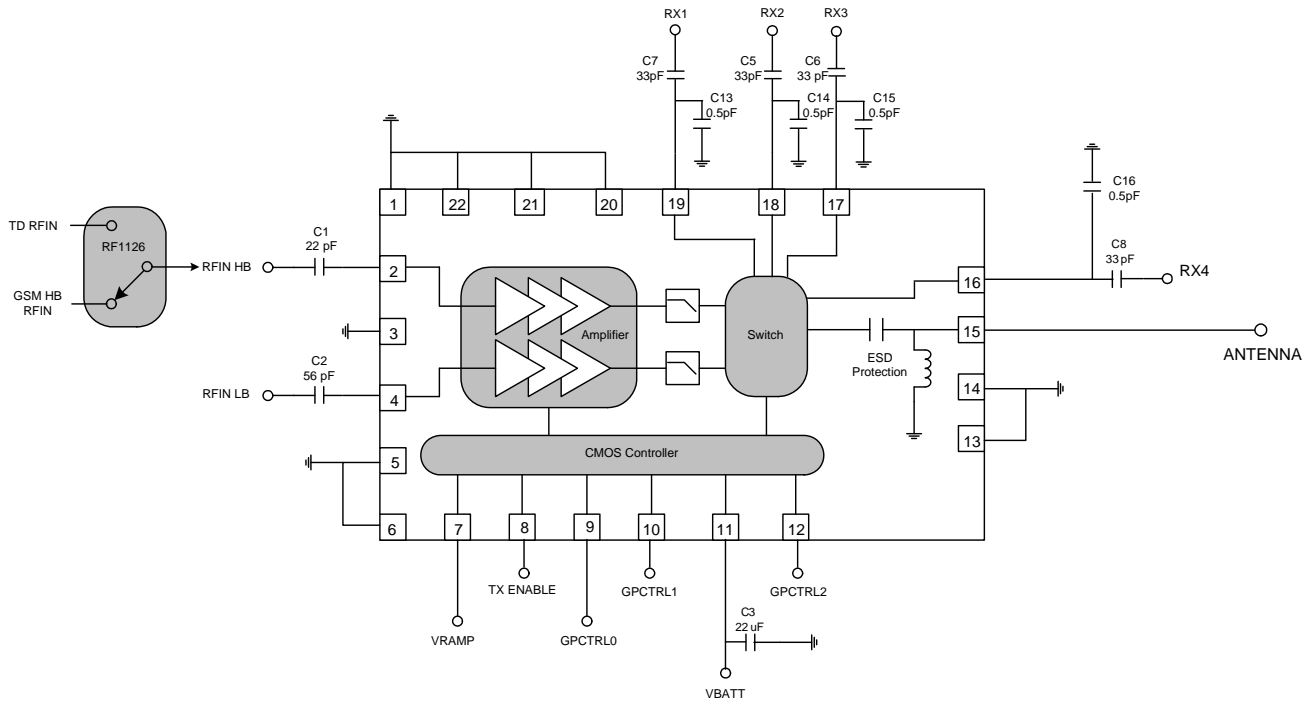 RX1
RX2
RX3
C7
33pF
C5
33pF
C6
33 pF
C13
0.5pF
C14
0.5pF
C15
0.5pF
C16
0.5pF
C8
33 pF
RX4
1
22
21
20
19
18
17
TD RFIN
RF1126
GSM HB
RFIN
RFIN HB
C1
22 pF
2
16
3
Amplifier
Switch
15
ANTENNA
ESD
Protection
C2
56 pF
RFIN LB
4
14
13
CMOS Controller
5
6
7
8
9
10
11
12
TX ENABLE
GPCTRL1
GPCTRL2
VRAMP
GPCTRL0
C3
22 uF
VBATT